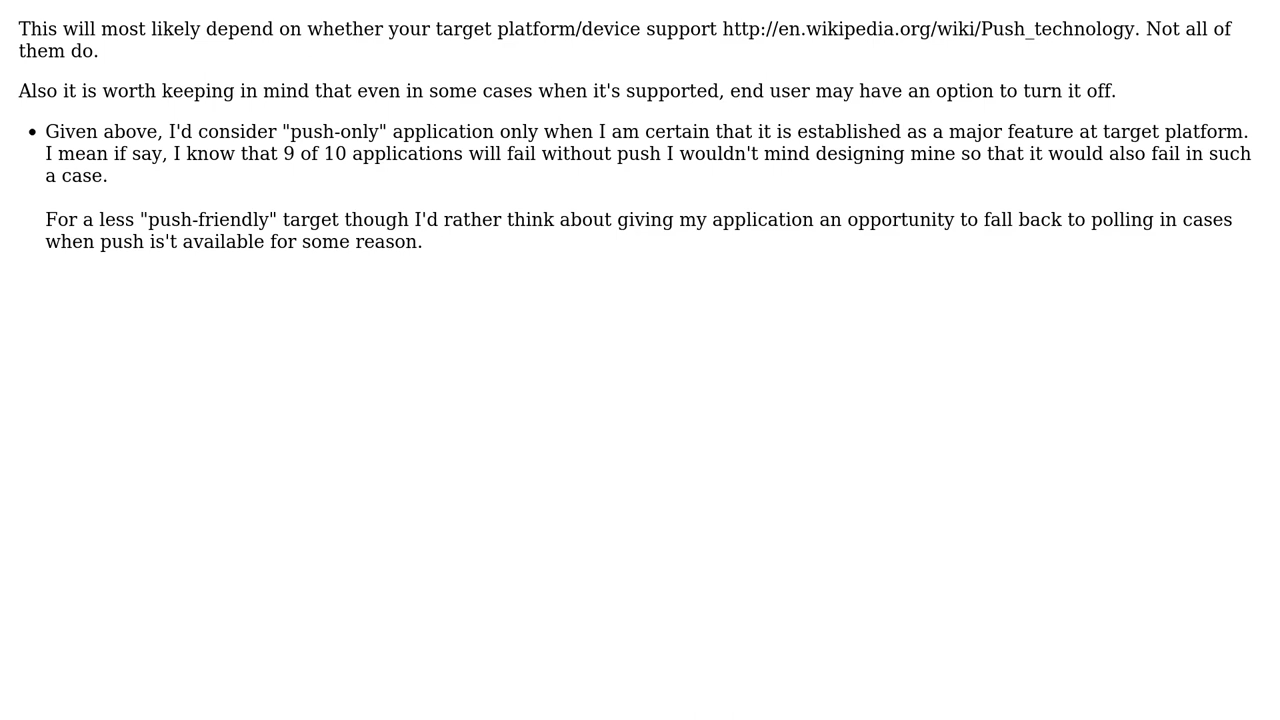 This will most likely depend on whether your target platform/device support http://en.wikipedia.org/wiki/Push_technology. Not all of
them do.
Also it is worth keeping in mind that even in some cases when it's supported, end user may have an option to turn it off.
• Given above, I'd consider "push-only" application only when I am certain that it is established as a major feature at target platform.
I mean if say, I know that 9 of 10 applications will fail without push I wouldn't mind designing mine so that it would also fail in such
a case.
For a less "push-friendly" target though I'd rather think about giving my application an opportunity to fall back to polling in cases
when push is't available for some reason.